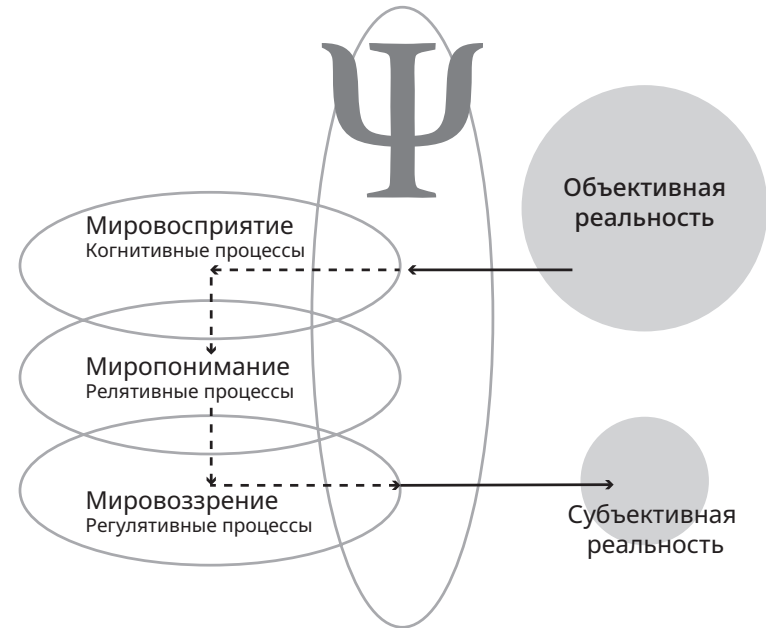 Ψ
Объективная
реальность
Мировосприятие
Когнитивные процессы
Миропонимание
Релятивные процессы
Мировоззрение
Регулятивные процессы
Субъективная
реальность